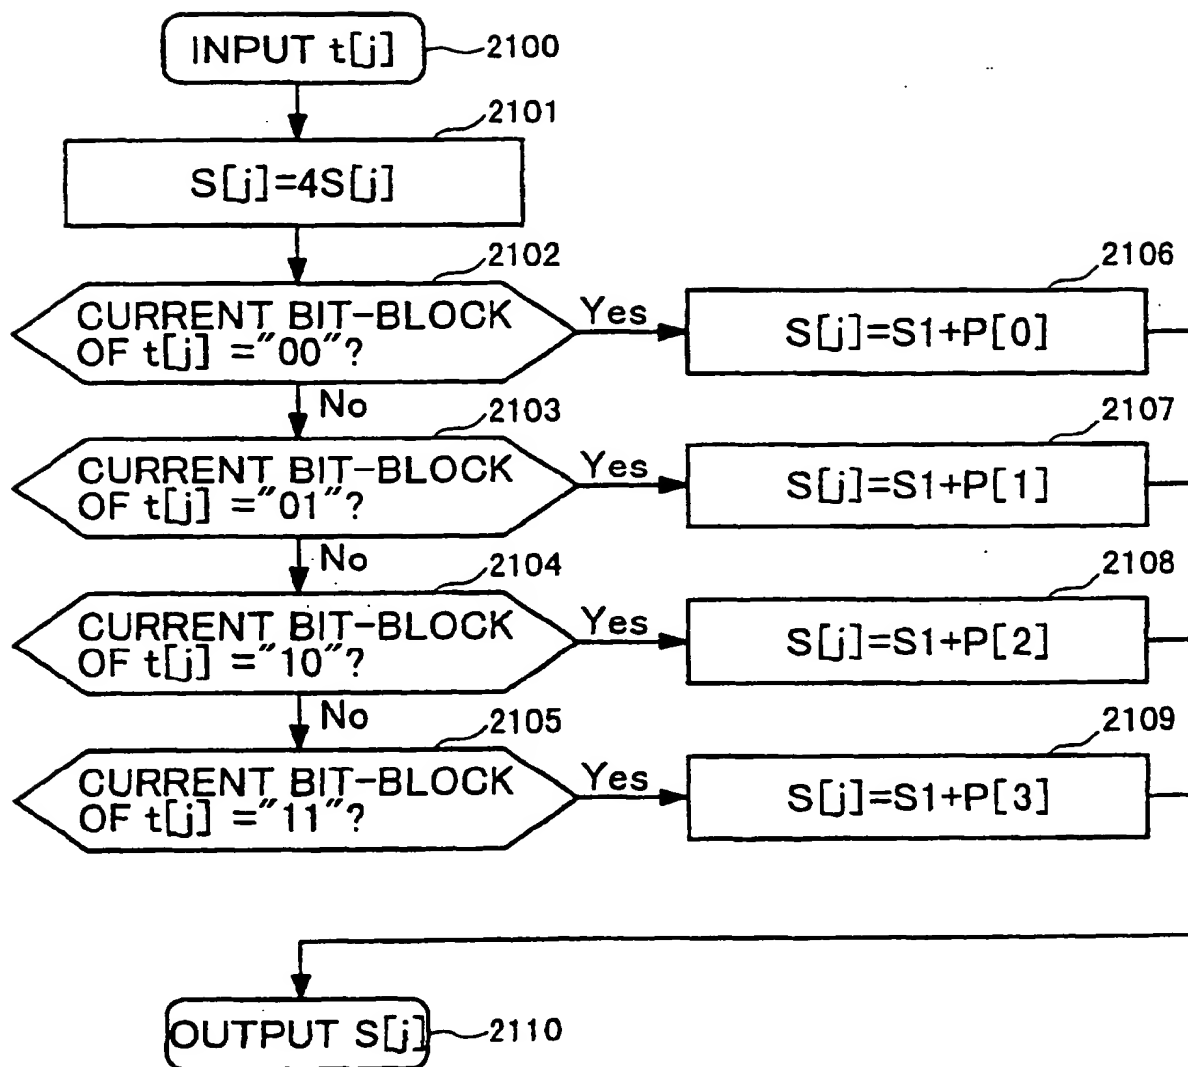 INPUT t[j]
2100
2101
S[j]=4S[j]
2102
CURRENT BIT-BLOCK
OF t[j] ="00"?
Yes
2106
S[j]=S1+P[0]
No
2103
CURRENT BIT-BLOCK
OF t[j] ="01"?
Yes
2107
S[j]=S1+P[1]
No
2104
CURRENT BIT-BLOCK
OF t[j] ="10"?
Yes
2108
S[j]=S1+P[2]
No
2105
CURRENT BIT-BLOCK
OF t[j] ="11"?
Yes
2109
S[j]=S1+P[3]
OUTPUT S[j]
2110